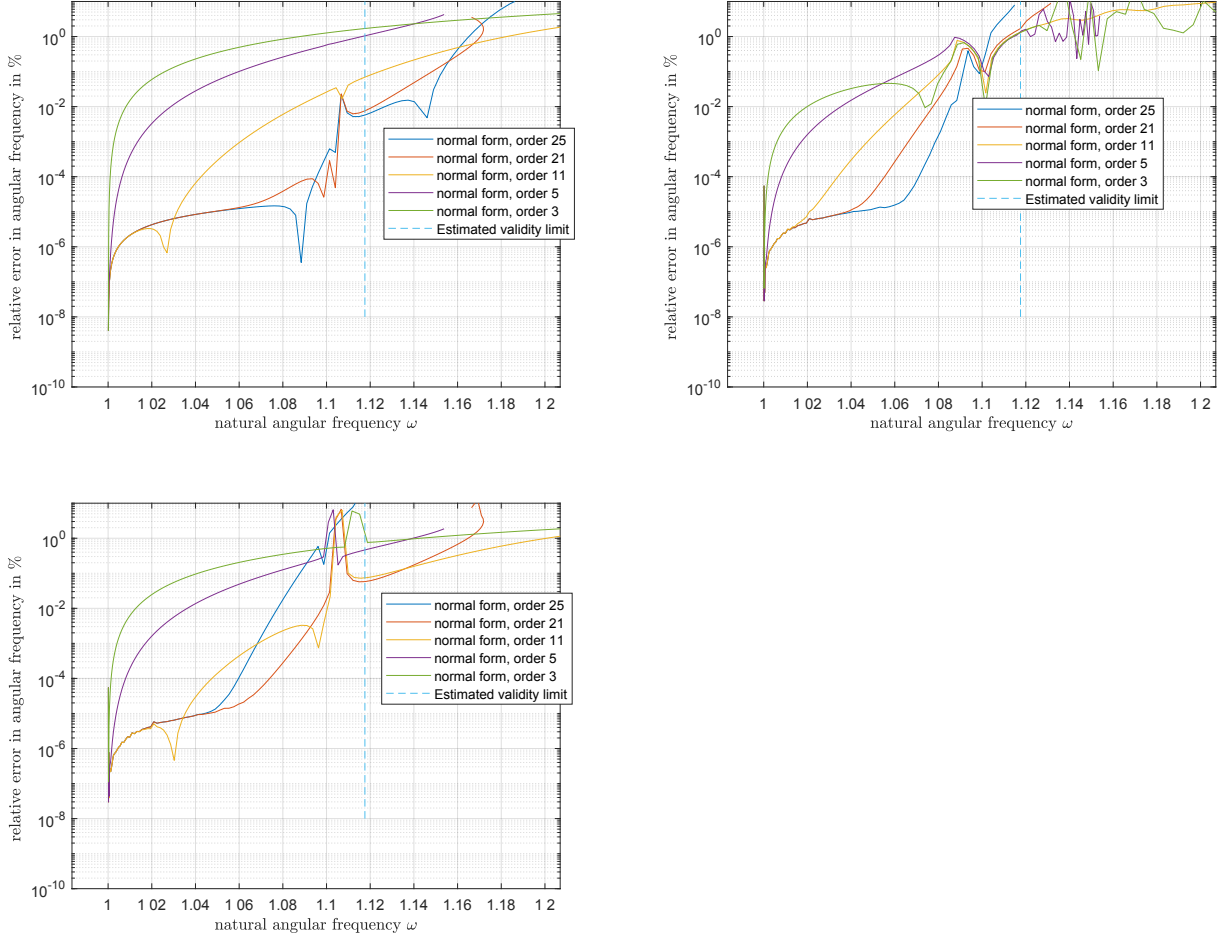 relative error in angular frequency in %
10^0
10^-2
10^-4
10^-6
10^-8
10^-10
normal form, order 25
normal form, order 21
normal form, order 11
normal form, order 5
normal form, order 3
Estimated validity limit
1 1 02 1.04 1.06 1.08 1.1 1.12 1.14 1.16 1.18 1 2
natural angular frequency ω
relative error in angular frequency in %
10^0
10^-2
10^-4
10^-6
10^-8
10^-10
normal form, order 25
normal form, order 21
normal form, order 11
normal form, order 5
normal form, order 3
Estimated validity limit
1 1 02 1.04 1.06 1.08 1.1 1.12 1.14 1.16 1.18 1 2
natural angular frequency ω
relative error in angular frequency in %
10^0
10^-2
10^-4
10^-6
10^-8
10^-10
normal form, order 25
normal form, order 21
normal form, order 11
normal form, order 5
normal form, order 3
Estimated validity limit
1 1 02 1.04 1.06 1.08 1.1 1.12 1.14 1.16 1.18 1 2
natural angular frequency ω